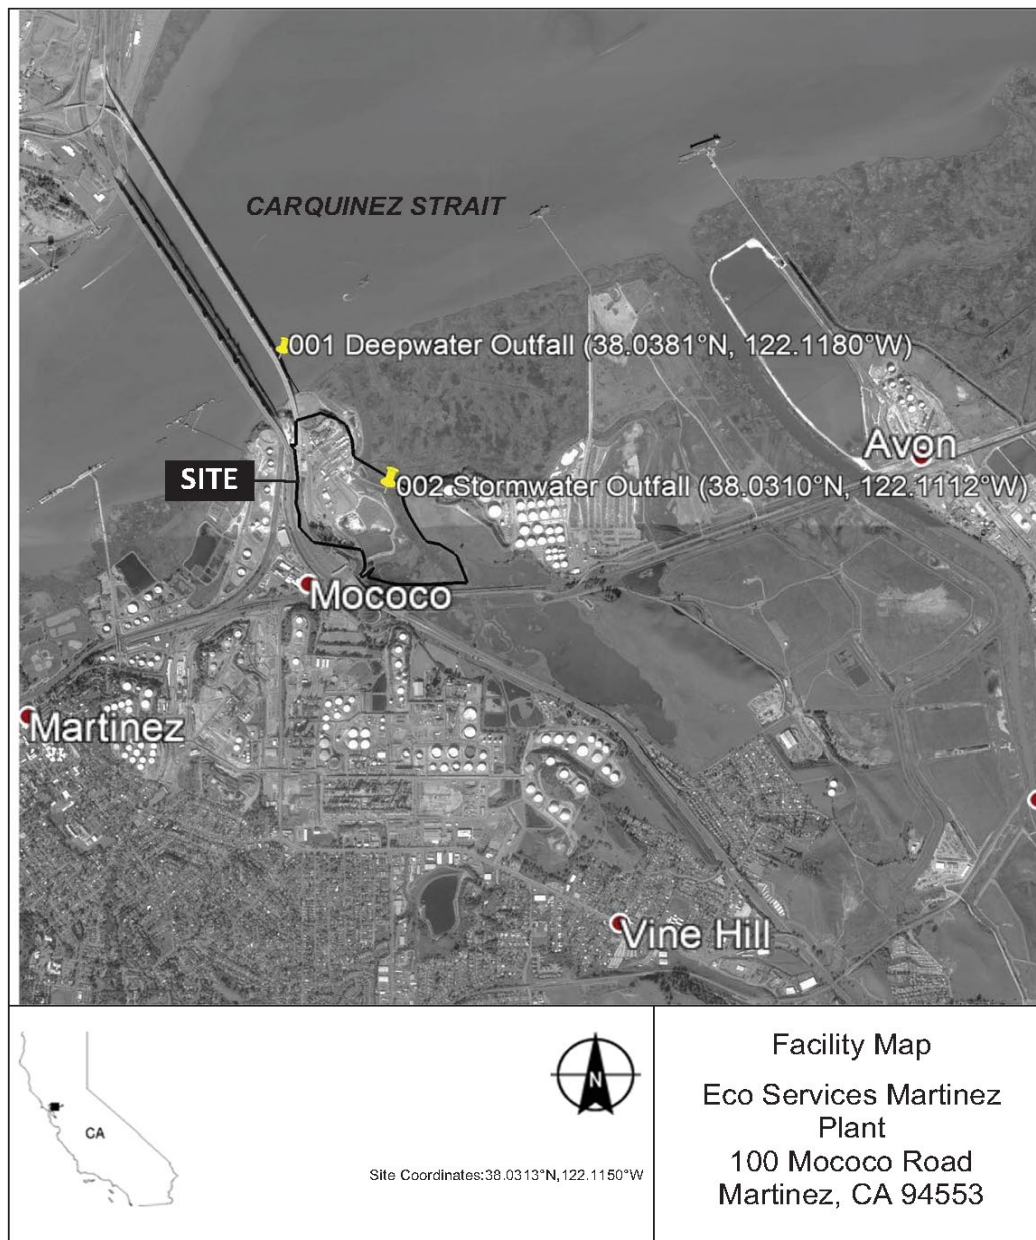 CARQUINEZ STRAIT
001 Deepwater Outfall (38.0381°N, 122.1180°W)
Avon
SITE
002 Stormwater Outfall (38.0310°N, 122.1112°W)
Mococo
Martinez
Vine Hill
N
CA
Site Coordinates:38.0313°N,122.1150°W
Facility Map
Eco Services Martinez
Plant
100 Mococo Road
Martinez, CA 94553